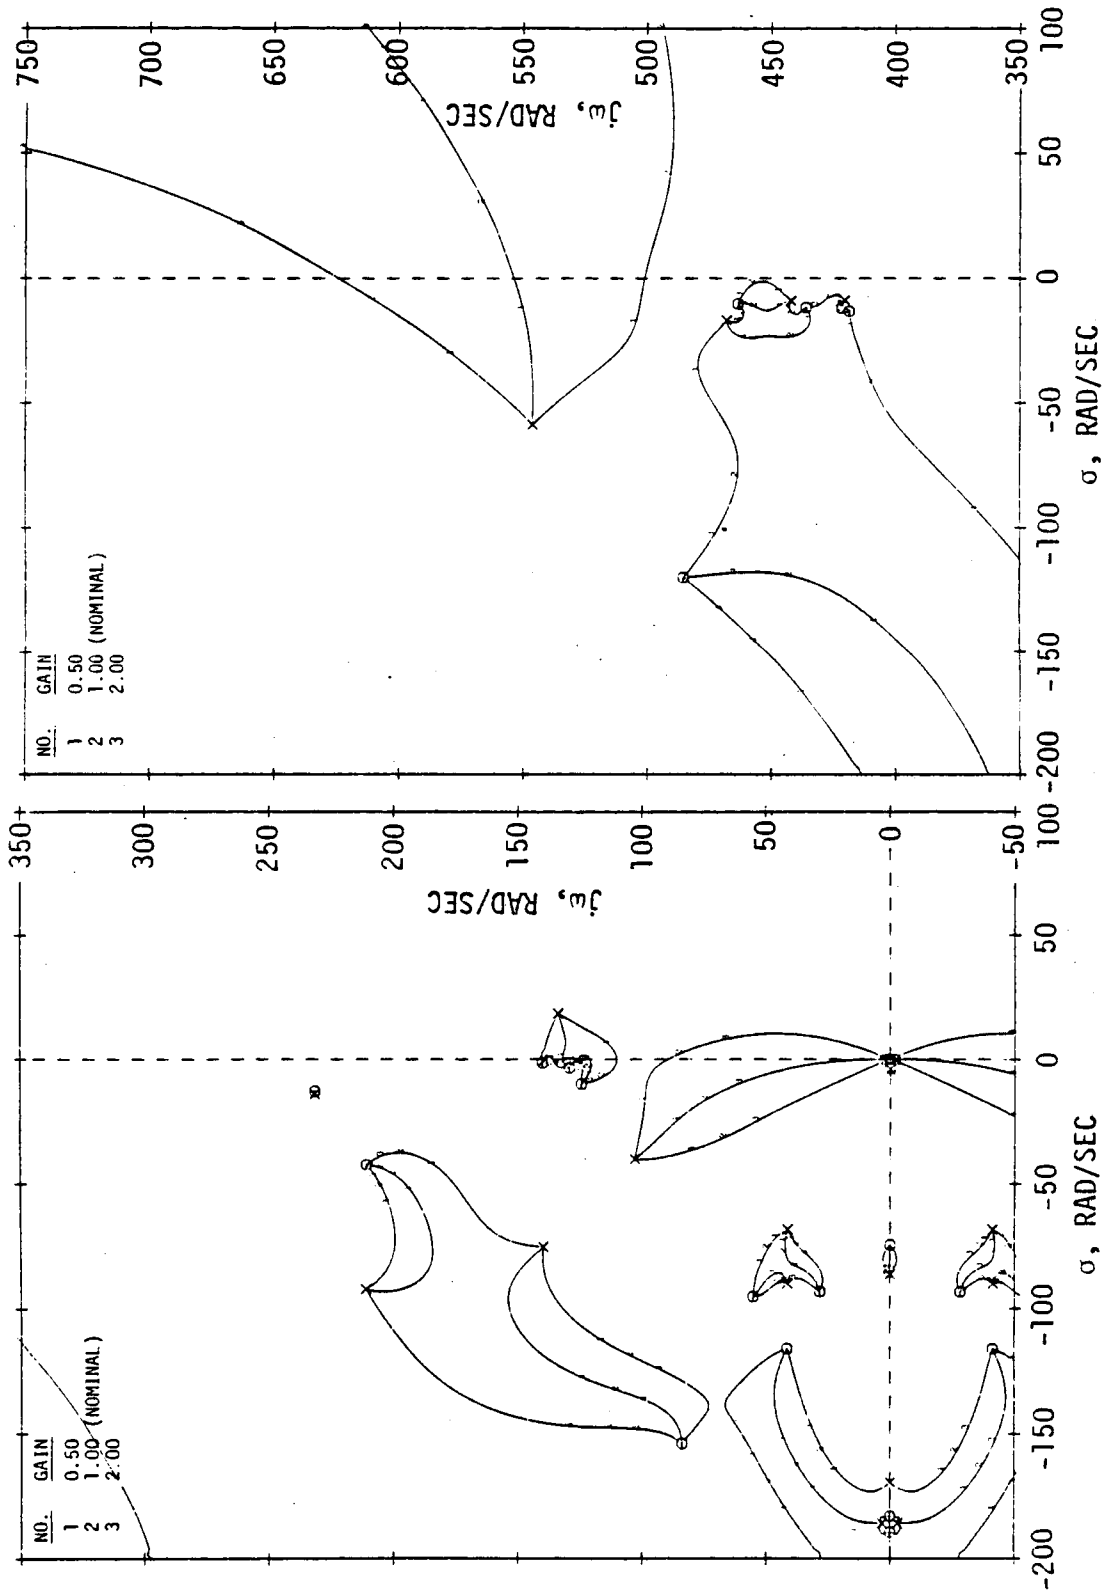 NO. GAIN
1 0.50
2 1.00 (NOMINAL)
3 2.00
350
300
250
200
150
100
50
0
-50
jω, RAD/SEC
-200 -150 -100 -50 0 50 100
σ, RAD/SEC
NO. GAIN
1 0.50
2 1.00 (NOMINAL)
3 2.00
750
700
650
600
550
500
450
400
350
jω, RAD/SEC
-200 -150 -100 -50 0 50 100
σ, RAD/SEC